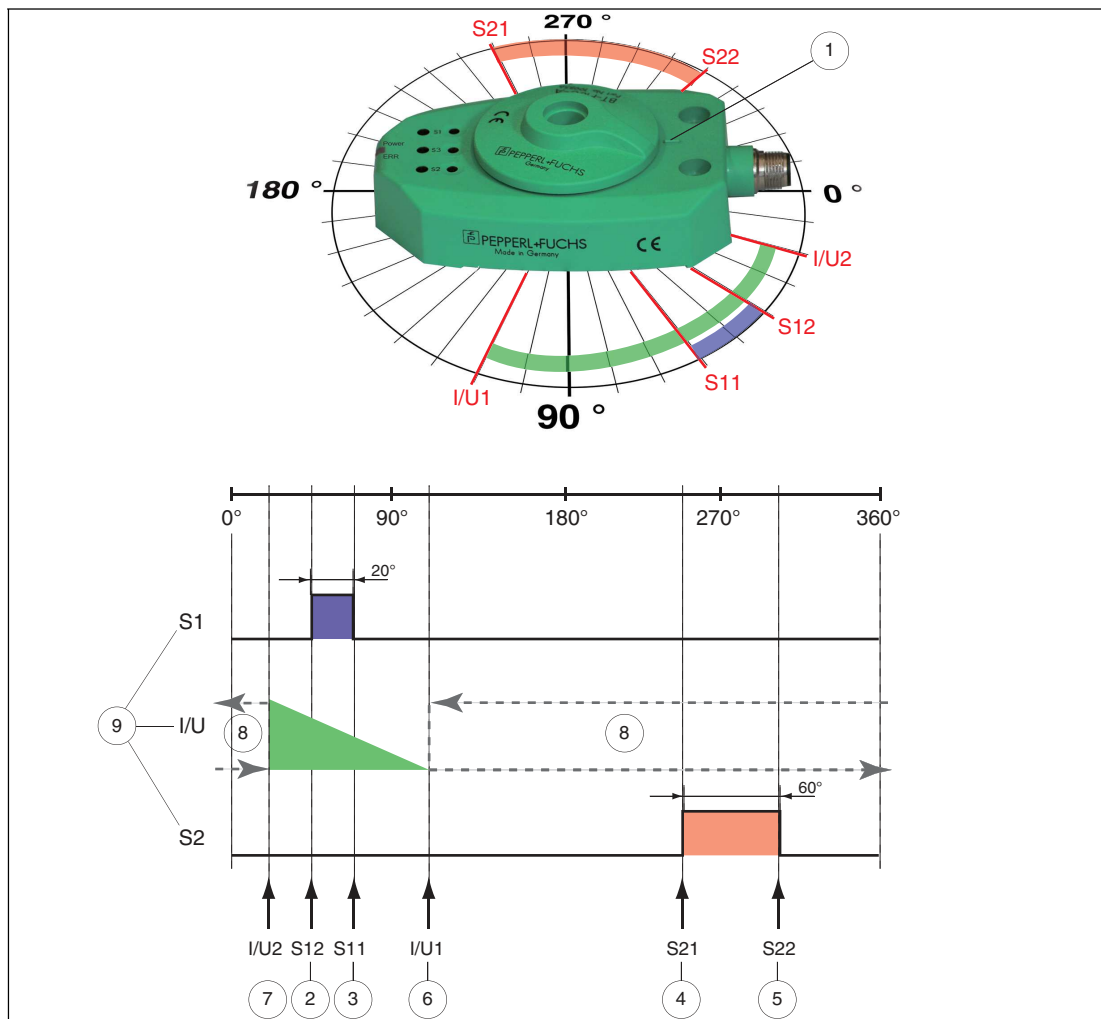 270 °
S21
S22
1
S1
Power
S3
ERR
S2
CE
PEPPERL+FUCHS
Germany
180 °
0 °
PEPPERL+FUCHS
Made in Germany
CE
I/U2
S12
S11
I/U1
90 °
0°
90°
180°
270°
360°
20°
S1
9
I/U
8
8
60°
S2
I/U2
S12
S11
I/U1
S21
S22
7
2
3
6
4
5